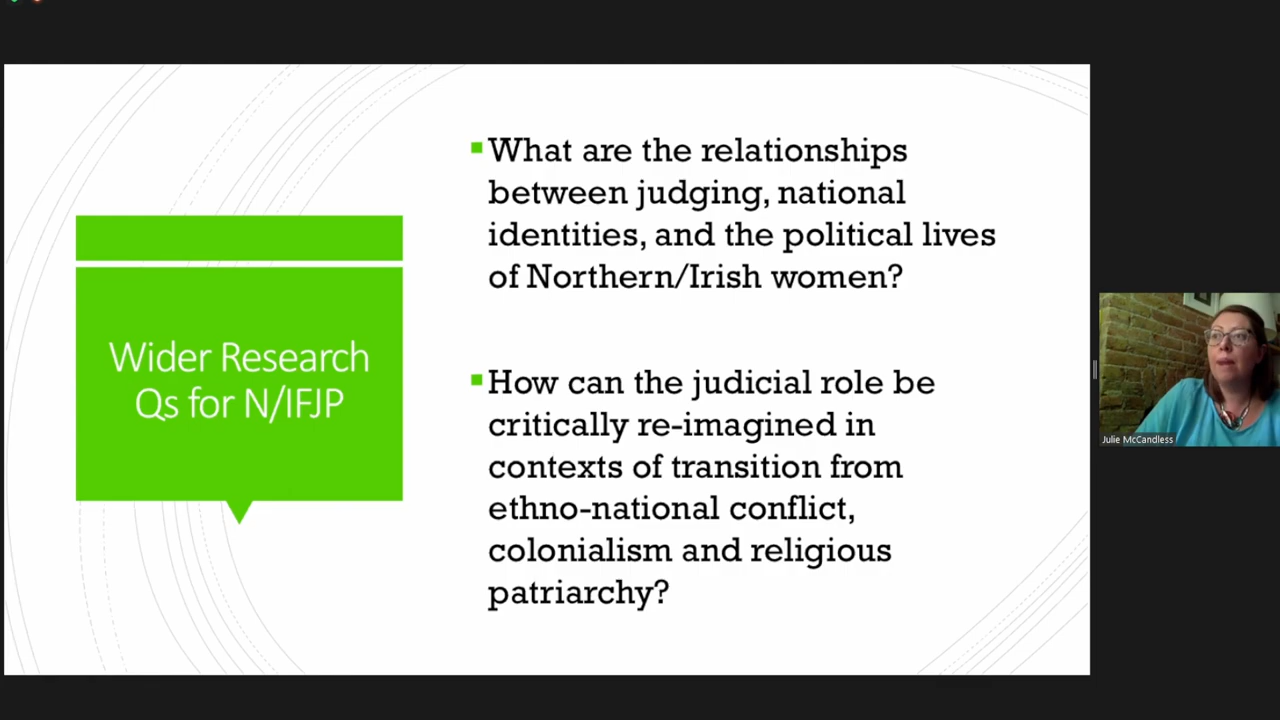 Wider Research
Qs for N/IFJP
What are the relationships
between judging, national
identities, and the political lives
of Northern/Irish women?
How can the judicial role be
critically re-imagined in
contexts of transition from
ethno-national conflict,
colonialism and religious
patriarchy?
Julie McCandless